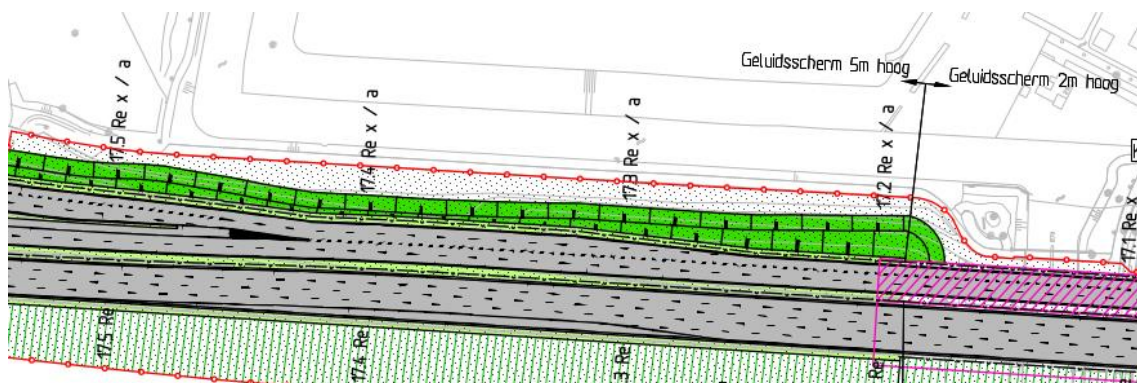 Geluidsscherm 5m hoog
Geluidsscherm 2m hoog
17.5 Re x / a
17.4 Re x / a
17.3 Re x / a
17.2 Re x / a
17.1 Re x
17.5 Re
17.4 Re
3 Re
Re